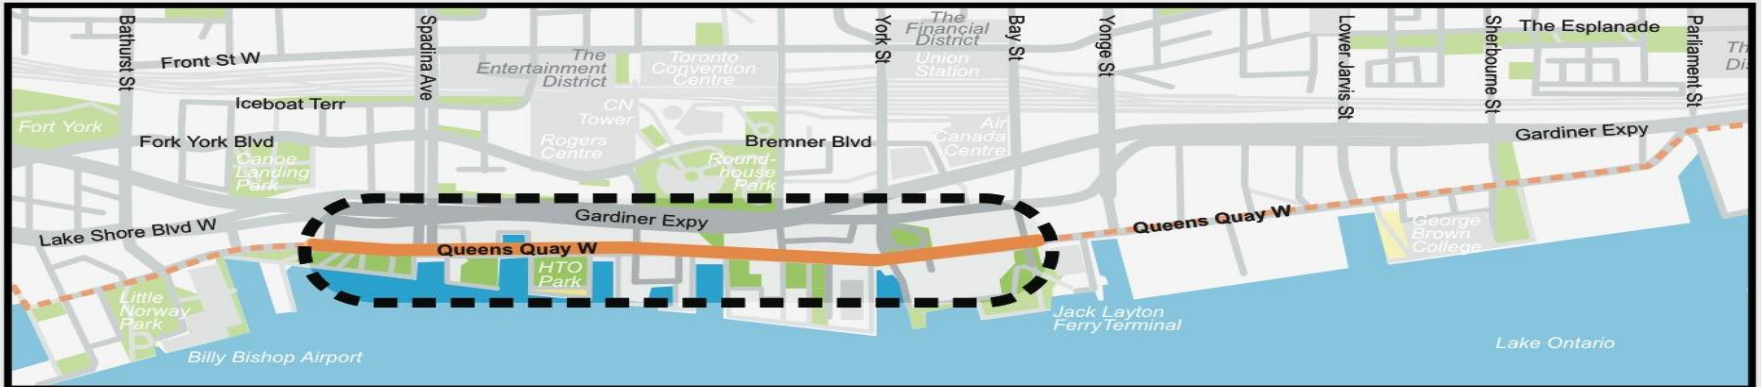 Bathurst St
Spadina Ave
York St
Bay St
Yonge St
Lower Jarvis St
Sherbourne St
Parliament St
The
Financial
District
The Esplanade
Front St W
The
Entertainment
District
Toronto
Convention
Centre
Union
Station
Iceboat Terr
CN
Tower
Fort York
Fork York Blvd
Rogers
Centre
Bremner Blvd
Air
Canada
Centre
Gardiner Expy
Canoe
Landing
Park
Round-
house
Park
Lake Shore Blvd W
Gardiner Expy
Queens Quay W
Queens Quay W
George
Brown
College
HTO
Park
Little
Norway
Park
Jack Layton
Ferry Terminal
Billy Bishop Airport
Lake Ontario